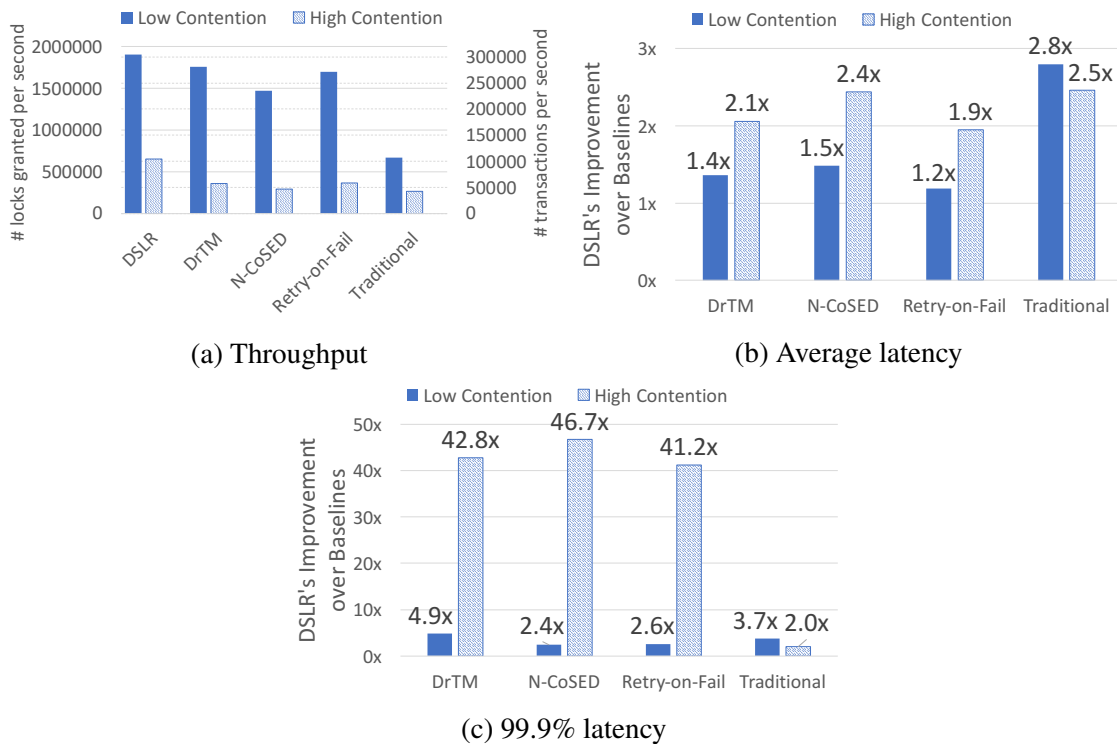 Low Contention High Contention
# locks granted per second
2000000
1500000
1000000
500000
0
300000
250000
200000
150000
100000
50000
0
# transactions per second
DSLR DrTM N-CoSED Retry-on-Fail Traditional
(a) Throughput
Low Contention High Contention
DSLR's Improvement
over Baselines
3x
2x
1x
0x
1.4x 2.1x 1.5x 2.4x 1.2x 1.9x 2.8x 2.5x
DrTM N-CoSED Retry-on-Fail Traditional
(b) Average latency
Low Contention High Contention
DSLR's Improvement
over Baselines
50x
40x
30x
20x
10x
0x
4.9x 42.8x 2.4x 46.7x 2.6x 41.2x 3.7x 2.0x
DrTM N-CoSED Retry-on-Fail Traditional
(c) 99.9% latency